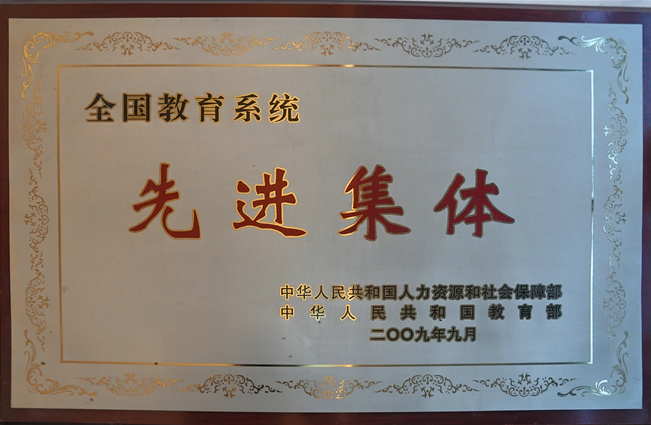 全国教育系统
先进集体
中华人民共和国人力资源和社会保障部
中华人民共和国教育部
二〇〇九年九月